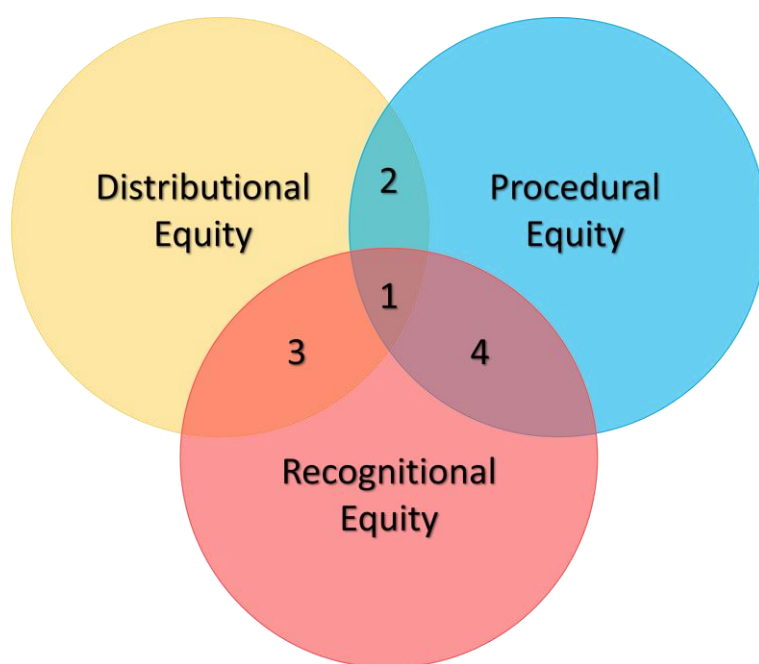 Distributional
Equity
2
Procedural
Equity
1
3
4
Recognitional
Equity